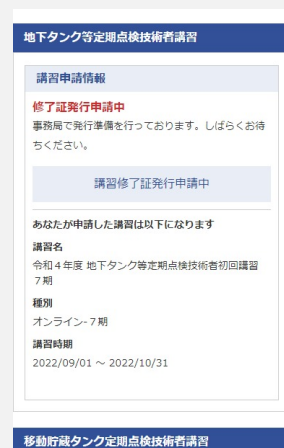 地下タンク等定期点検技術者講習
講習申請情報
修了証発行申請中
事務局で発行準備を行っております。しばらくお待
ちください。
講習修了証発行申請中
あなたが申請した講習は以下になります
講習名
令和４年度 地下タンク等定期点検技術者初回講習
７期
種別
オンライン-７期
講習時期
2022/09/01 ～ 2022/10/31
移動貯蔵タンク定期点検技術者講習